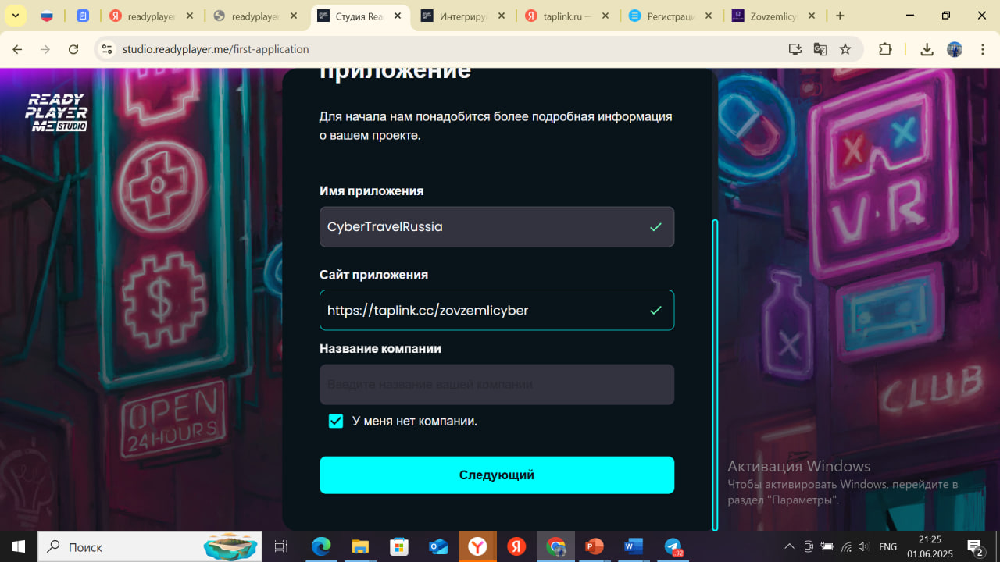 readyplayer
readyplayer
Студия Rea
Интегрируй
taplink.ru —
Регистраци
Zovzemlicy
studio.readyplayer.me/first-application
READY
PLAYER
ME STUDIO
приложение
Для начала нам понадобится более подробная информация
о вашем проекте.
Имя приложения
CyberTravelRussia
Сайт приложения
https://taplink.cc/zovzemlicyber
Название компании
Введите название вашей компании
У меня нет компании.
Следующий
OPEN
24HOURS
VR
CLUB
Активация Windows
Чтобы активировать Windows, перейдите в
раздел "Параметры".
Поиск
92
ENG
21:25
01.06.2025
2